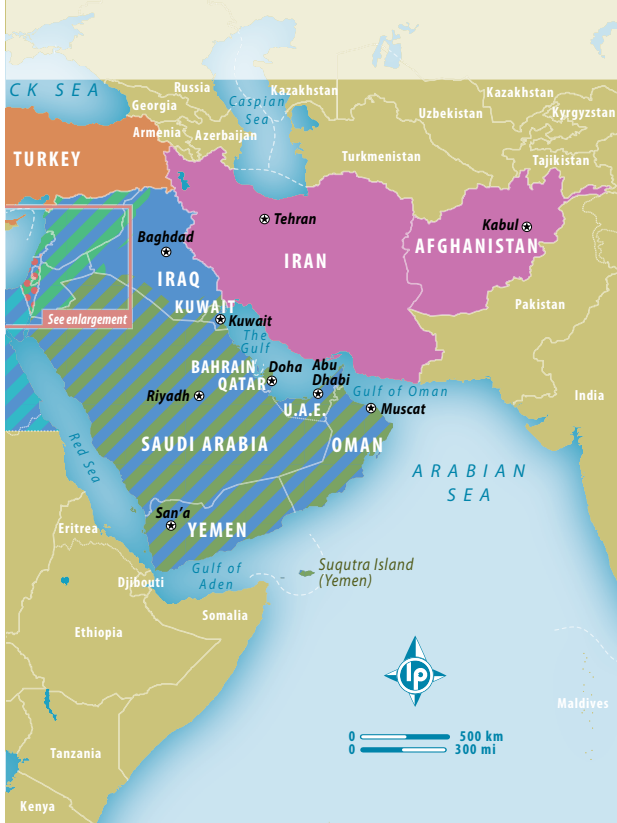 CK SEA
Russia
Kazakhstan
Kazakhstan
Georgia
Caspian
Sea
Uzbekistan
Kyrgyzstan
Armenia
Azerbaijan
TURKEY
Turkmenistan
Tajikistan
Tehran
Kabul
Baghdad
AFGHANISTAN
IRAN
IRAQ
KUWAIT
Pakistan
See enlargement
Kuwait
The
Gulf
BAHRAIN
Doha
Abu
Dhabi
QATAR
Gulf of Oman
India
Riyadh
U.A.E.
Muscat
Red Sea
SAUDI ARABIA
OMAN
ARABIAN
SEA
San'a
Eritrea
YEMEN
Gulf of
Aden
Suqutra Island
(Yemen)
Djibouti
Somalia
Ethiopia
lp
Maldives
0 500 km
0 300 mi
Tanzania
Kenya